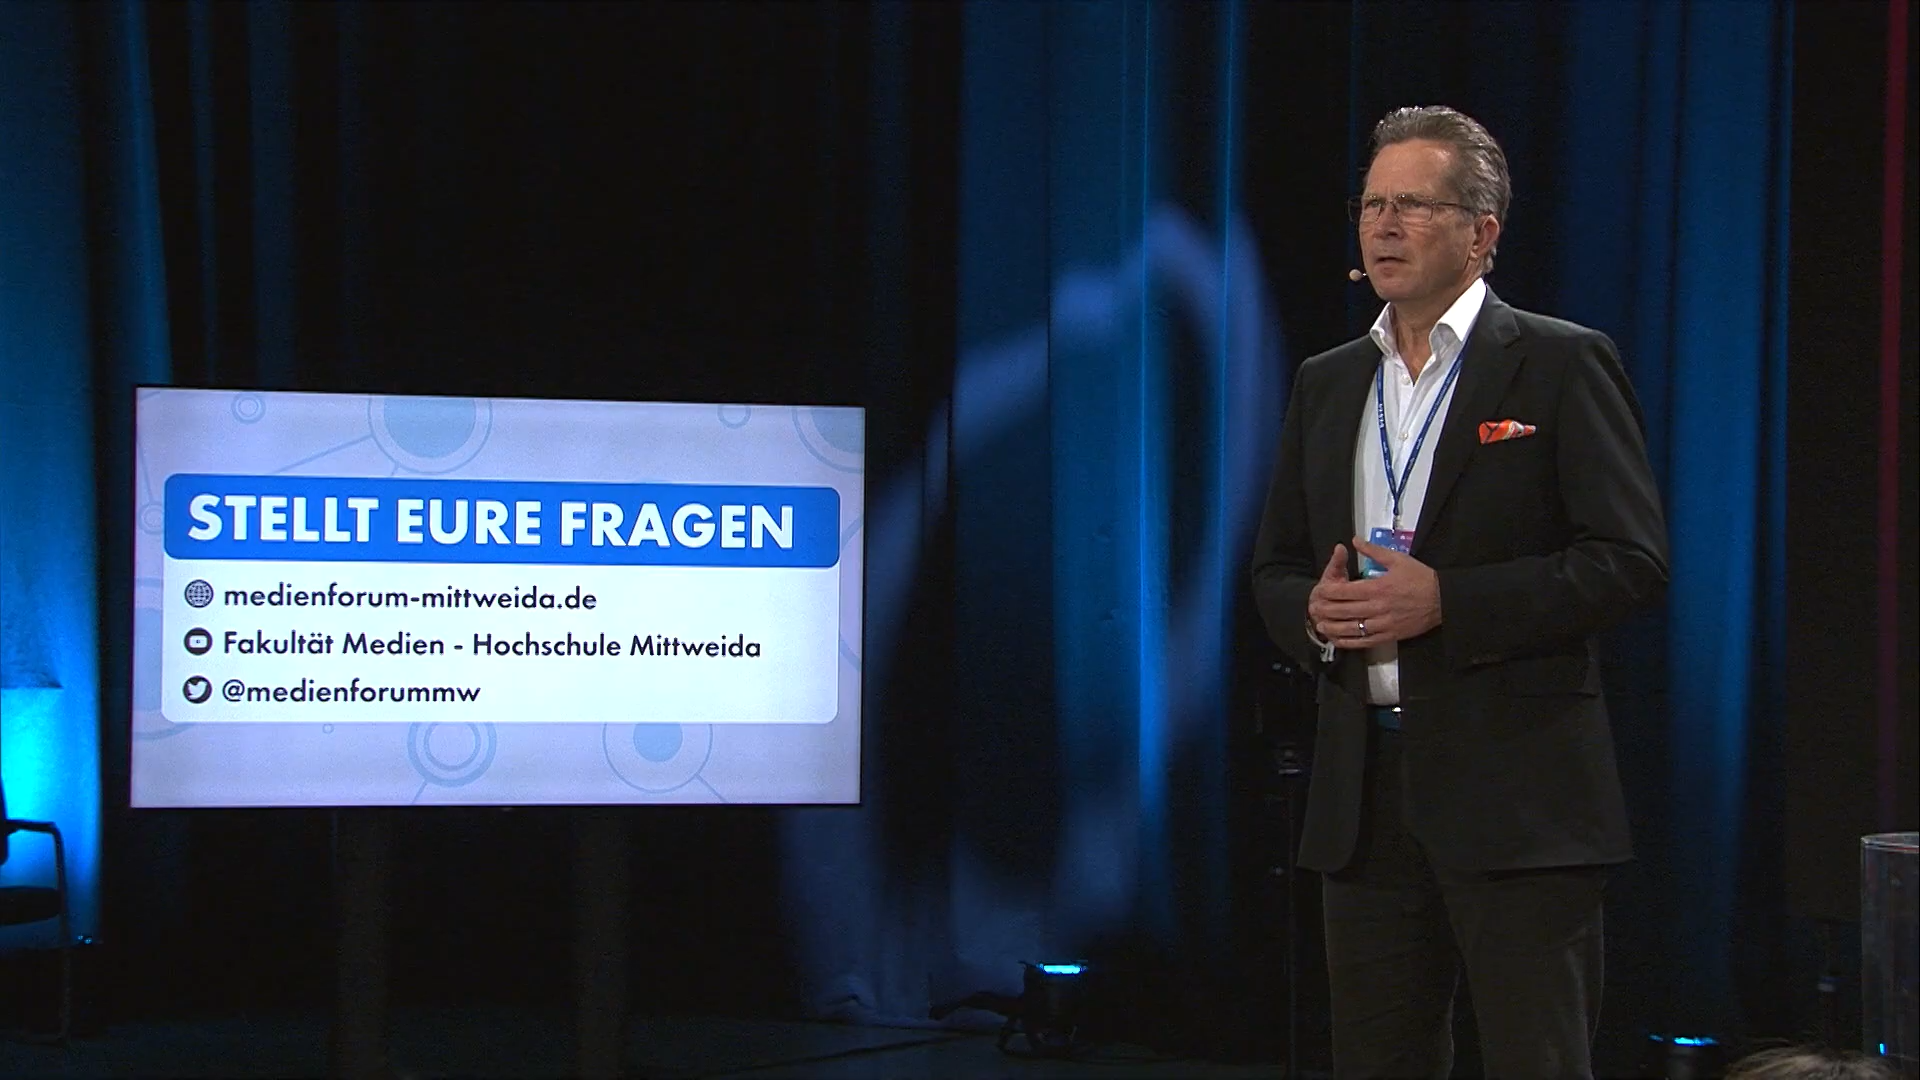 STELLT EURE FRAGEN
medienforum-mittweida.de
Fakultät Medien - Hochschule Mittweida
@medienforummw